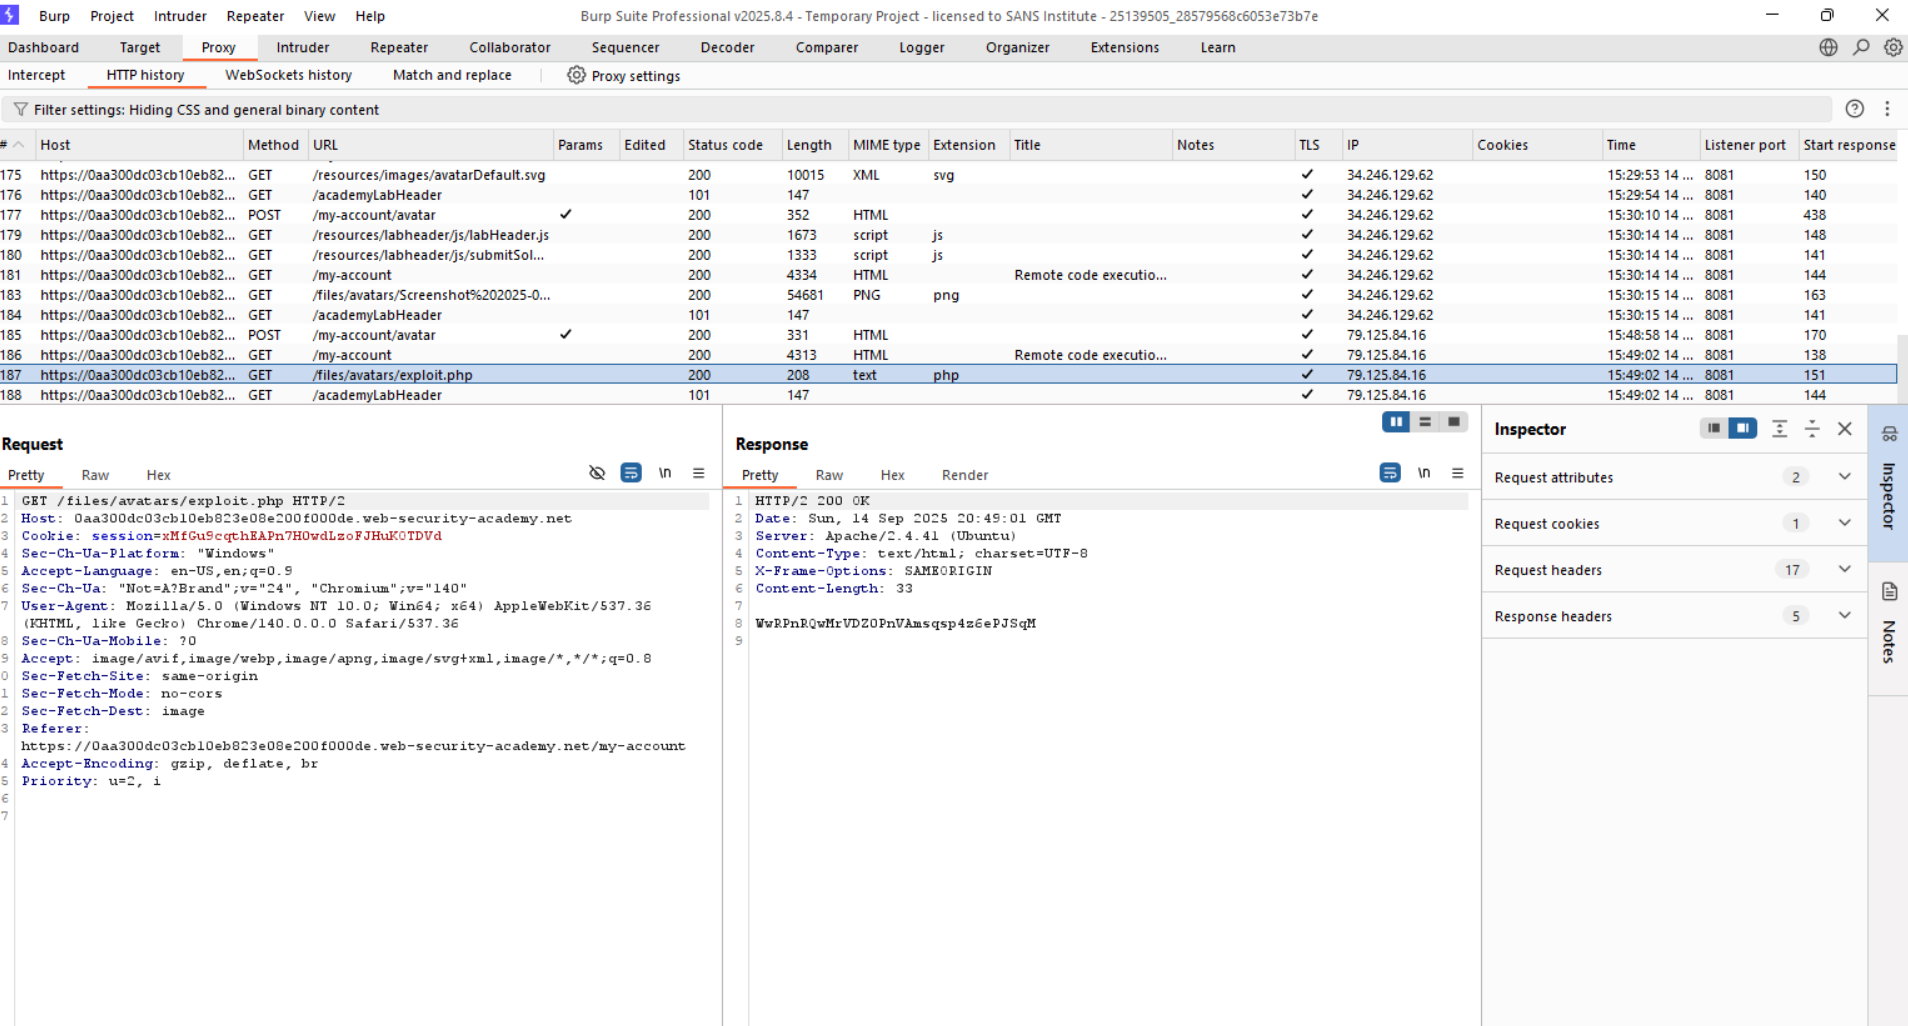 Burp Project Intruder Repeater View Help Burp Suite Professional v2025.8.4 - Temporary Project - licensed to SANS Institute - 25139505_28579568c6053e73b7e
Dashboard Target Proxy Intruder Repeater Collaborator Sequencer Decoder Comparer Logger Organizer Extensions Learn
Intercept HTTP history WebSockets history Match and replace Proxy settings
Filter settings: Hiding CSS and general binary content
# Host Method URL Params Edited Status code Length MIME type Extension Title Notes TLS IP Cookies Time Listener port Start response
175 https://0aa300dc03cb10eb82... GET /resources/images/avatarDefault.svg 200 10015 XML svg ✓ 34.246.129.62 15:29:53 14 ... 8081 150
176 https://0aa300dc03cb10eb82... GET /academyLabHeader 101 147 ✓ 34.246.129.62 15:29:54 14 ... 8081 140
177 https://0aa300dc03cb10eb82... POST /my-account/avatar ✓ 200 352 HTML ✓ 34.246.129.62 15:30:10 14 ... 8081 438
179 https://0aa300dc03cb10eb82... GET /resources/labheader/js/labHeader.js 200 1673 script js ✓ 34.246.129.62 15:30:14 14 ... 8081 148
180 https://0aa300dc03cb10eb82... GET /resources/labheader/js/submitSol... 200 1333 script js ✓ 34.246.129.62 15:30:14 14 ... 8081 141
181 https://0aa300dc03cb10eb82... GET /my-account 200 4334 HTML Remote code executio... ✓ 34.246.129.62 15:30:14 14 ... 8081 144
183 https://0aa300dc03cb10eb82... GET /files/avatars/Screenshot%202025-0... 200 54681 PNG png ✓ 34.246.129.62 15:30:15 14 ... 8081 163
184 https://0aa300dc03cb10eb82... GET /academyLabHeader 101 147 ✓ 34.246.129.62 15:30:15 14 ... 8081 141
185 https://0aa300dc03cb10eb82... POST /my-account/avatar ✓ 200 331 HTML ✓ 79.125.84.16 15:48:58 14 ... 8081 170
186 https://0aa300dc03cb10eb82... GET /my-account 200 4313 HTML Remote code executio... ✓ 79.125.84.16 15:49:02 14 ... 8081 138
187 https://0aa300dc03cb10eb82... GET /files/avatars/exploit.php 200 208 text php ✓ 79.125.84.16 15:49:02 14 ... 8081 151
188 https://0aa300dc03cb10eb82... GET /academyLabHeader 101 147 ✓ 79.125.84.16 15:49:02 14 ... 8081 144
Request
Pretty Raw Hex \n
1 GET /files/avatars/exploit.php HTTP/2
2 Host: 0aa300dc03cb10eb823e08e200f000de.web-security-academy.net
3 Cookie: session=xMfGu9cqthEAPn7H0wdLzoFJHuK0TDVd
4 Sec-Ch-Ua-Platform: "Windows"
5 Accept-Language: en-US,en;q=0.9
6 Sec-Ch-Ua: "Not=A?Brand";v="24", "Chromium";v="140"
7 User-Agent: Mozilla/5.0 (Windows NT 10.0; Win64; x64) AppleWebKit/537.36
(KHTML, like Gecko) Chrome/140.0.0.0 Safari/537.36
8 Sec-Ch-Ua-Mobile: ?0
9 Accept: image/avif,image/webp,image/apng,image/svg+xml,image/*,*/*;q=0.8
0 Sec-Fetch-Site: same-origin
1 Sec-Fetch-Mode: no-cors
2 Sec-Fetch-Dest: image
3 Referer:
https://0aa300dc03cb10eb823e08e200f000de.web-security-academy.net/my-account
4 Accept-Encoding: gzip, deflate, br
5 Priority: u=2, i
6
7
Response
Pretty Raw Hex Render \n
1 HTTP/2 200 OK
2 Date: Sun, 14 Sep 2025 20:49:01 GMT
3 Server: Apache/2.4.41 (Ubuntu)
4 Content-Type: text/html; charset=UTF-8
5 X-Frame-Options: SAMEORIGIN
6 Content-Length: 33
7
8 WwRPnRQwMrVDZ0PnVAmsqsp4z6ePJSqM
9
Inspector
Request attributes 2
Request cookies 1
Request headers 17
Response headers 5
Inspector
Notes